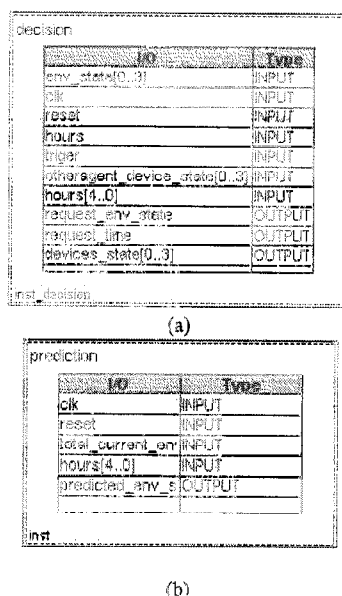 decision
I/O Type
env_state[0..3] INPUT
clk INPUT
reset INPUT
hours INPUT
triger INPUT
otheragent_device_state[0..3] INPUT
hours[4..0] INPUT
request_env_state OUTPUT
request_time OUTPUT
devices_state[0..3] OUTPUT
inst_decision
(a)
prediction
I/O Type
clk INPUT
reset INPUT
total_current_en INPUT
hours[4..0] INPUT
predicted_env_s OUTPUT
inst
(b)